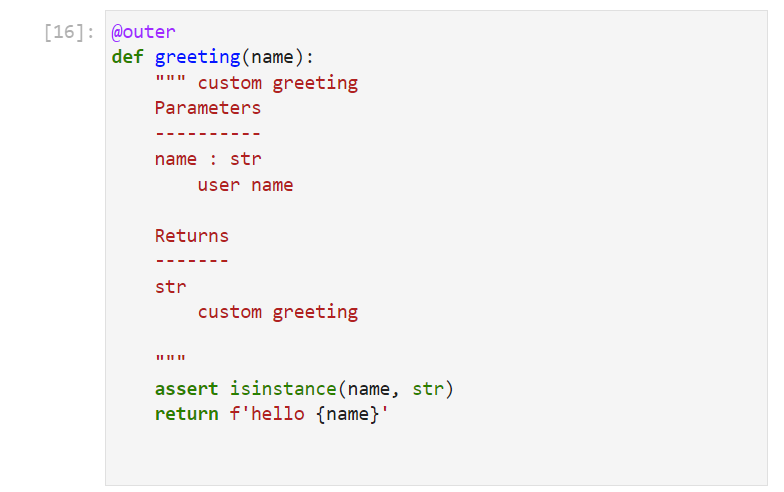 [16]: @outer
def greeting(name):
    """ custom greeting
    Parameters
    ----------
    name : str
        user name

    Returns
    -------
    str
        custom greeting

    """
    assert isinstance(name, str)
    return f'hello {name}'